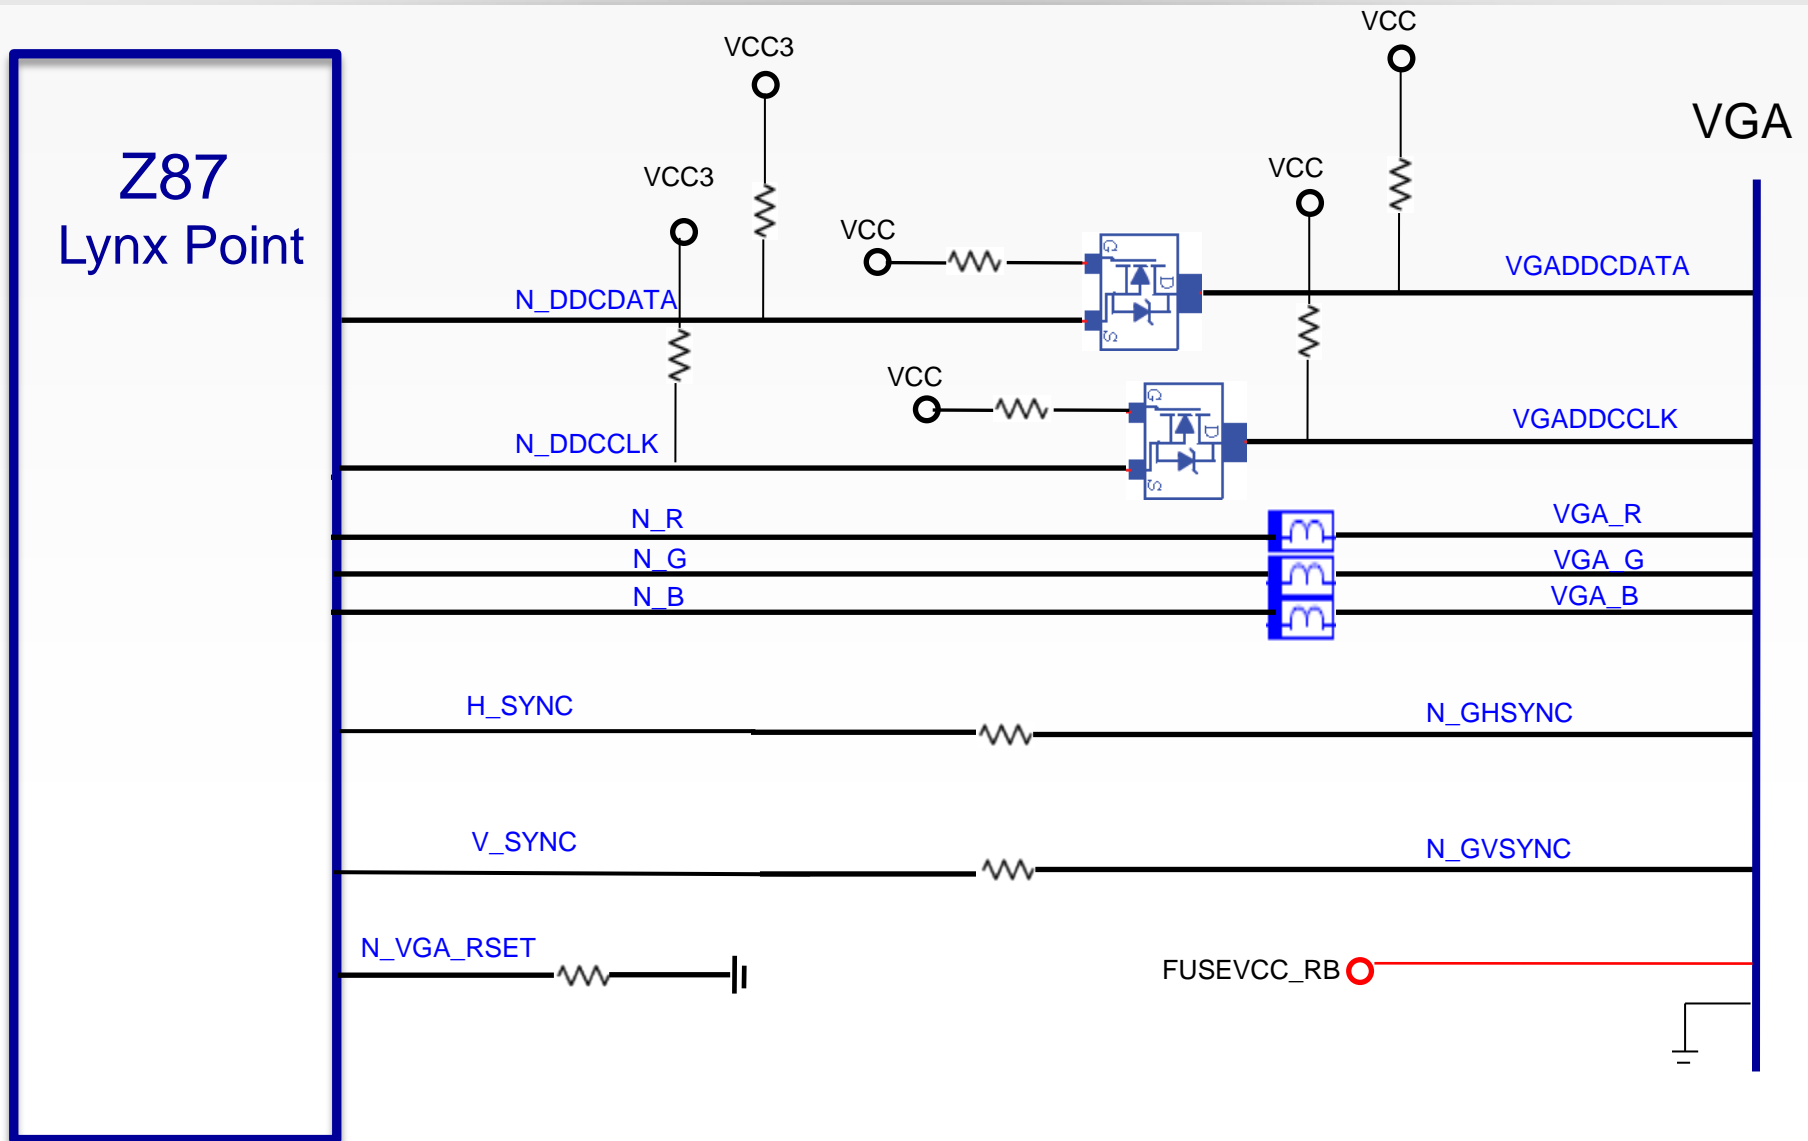 VCC
VCC3
VGA
Z87
Lynx Point
VCC3
VCC
VCC
G
D
S
N_DDCDATA
VGADDCDATA
VCC
G
D
S
N_DDCCLK
VGADDCCLK
N_R
VGA_R
N_G
VGA_G
N_B
VGA_B
H_SYNC
N_GHSYNC
V_SYNC
N_GVSYNC
N_VGA_RSET
FUSEVCC_RB